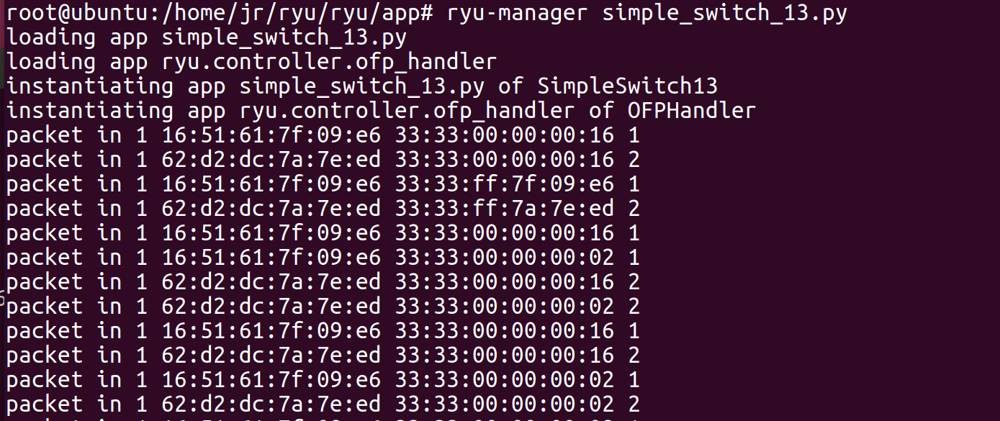 root@ubuntu:/home/jr/ryu/ryu/app# ryu-manager simple_switch_13.py
loading app simple_switch_13.py
loading app ryu.controller.ofp_handler
instantiating app simple_switch_13.py of SimpleSwitch13
instantiating app ryu.controller.ofp_handler of OFPHandler
packet in 1 16:51:61:7f:09:e6 33:33:00:00:00:16 1
packet in 1 62:d2:dc:7a:7e:ed 33:33:00:00:00:16 2
packet in 1 16:51:61:7f:09:e6 33:33:ff:7f:09:e6 1
packet in 1 62:d2:dc:7a:7e:ed 33:33:ff:7a:7e:ed 2
packet in 1 16:51:61:7f:09:e6 33:33:00:00:00:16 1
packet in 1 16:51:61:7f:09:e6 33:33:00:00:00:02 1
packet in 1 62:d2:dc:7a:7e:ed 33:33:00:00:00:16 2
packet in 1 62:d2:dc:7a:7e:ed 33:33:00:00:00:02 2
packet in 1 16:51:61:7f:09:e6 33:33:00:00:00:16 1
packet in 1 62:d2:dc:7a:7e:ed 33:33:00:00:00:16 2
packet in 1 16:51:61:7f:09:e6 33:33:00:00:00:02 1
packet in 1 62:d2:dc:7a:7e:ed 33:33:00:00:00:02 2